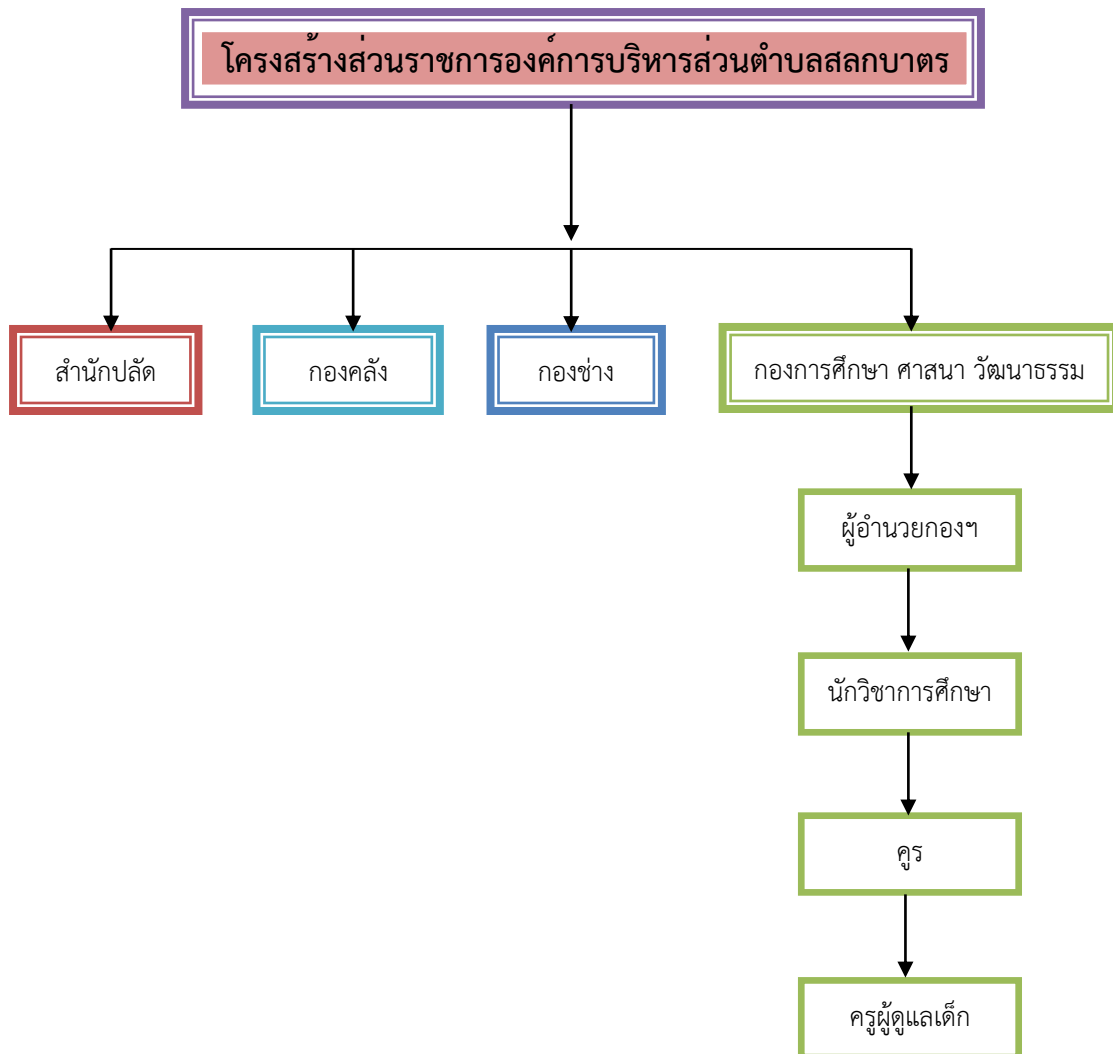 โครงสร้างส่วนราชการองค์การบริหารส่วนตำบลสลกบาตร
สำนักปลัด
กองคลัง
กองช่าง
กองการศึกษา ศาสนา วัฒนาธรรม
ผู้อำนวยกองฯ
นักวิชาการศึกษา
คูร
ครูผู้ดูแลเด็ก